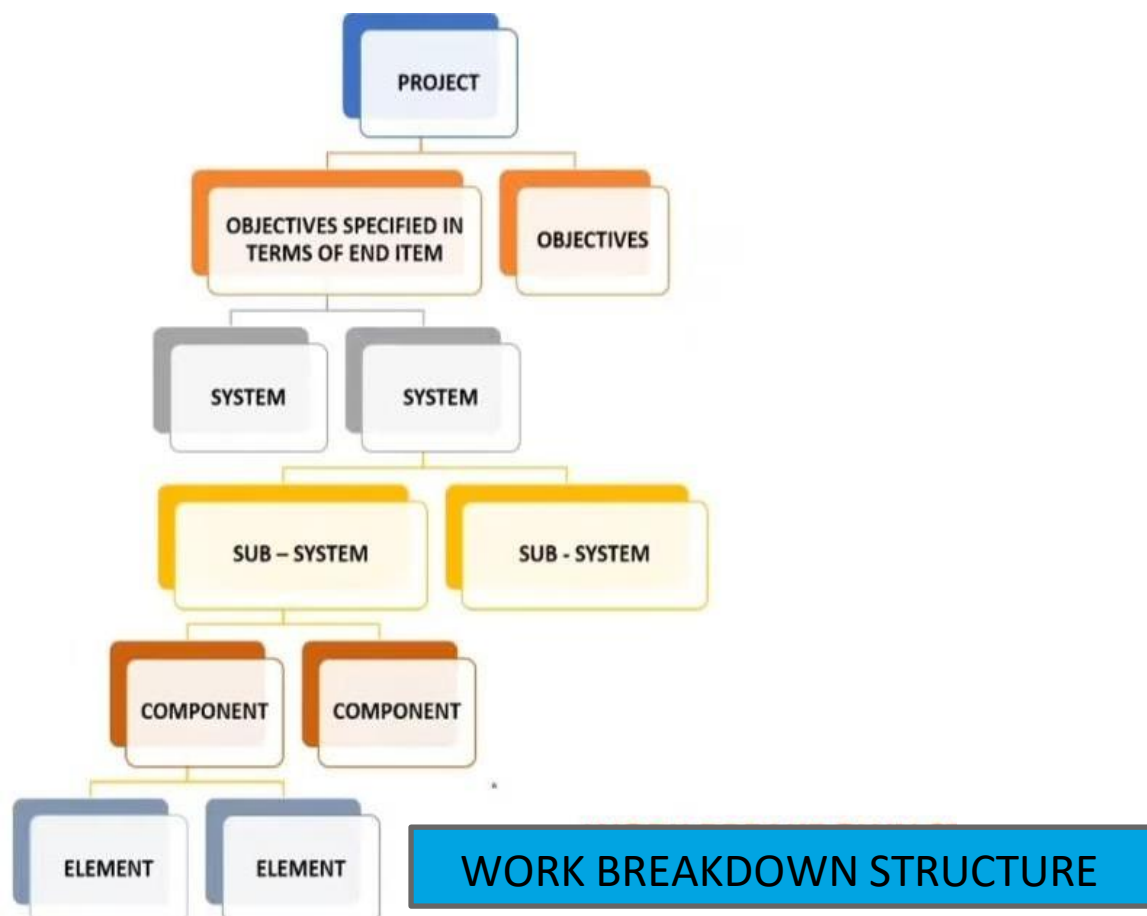 PROJECT
OBJECTIVES SPECIFIED IN
TERMS OF END ITEM
OBJECTIVES
SYSTEM
SYSTEM
SUB – SYSTEM
SUB - SYSTEM
COMPONENT
COMPONENT
ELEMENT
ELEMENT
WORK BREAKDOWN STRUCTURE